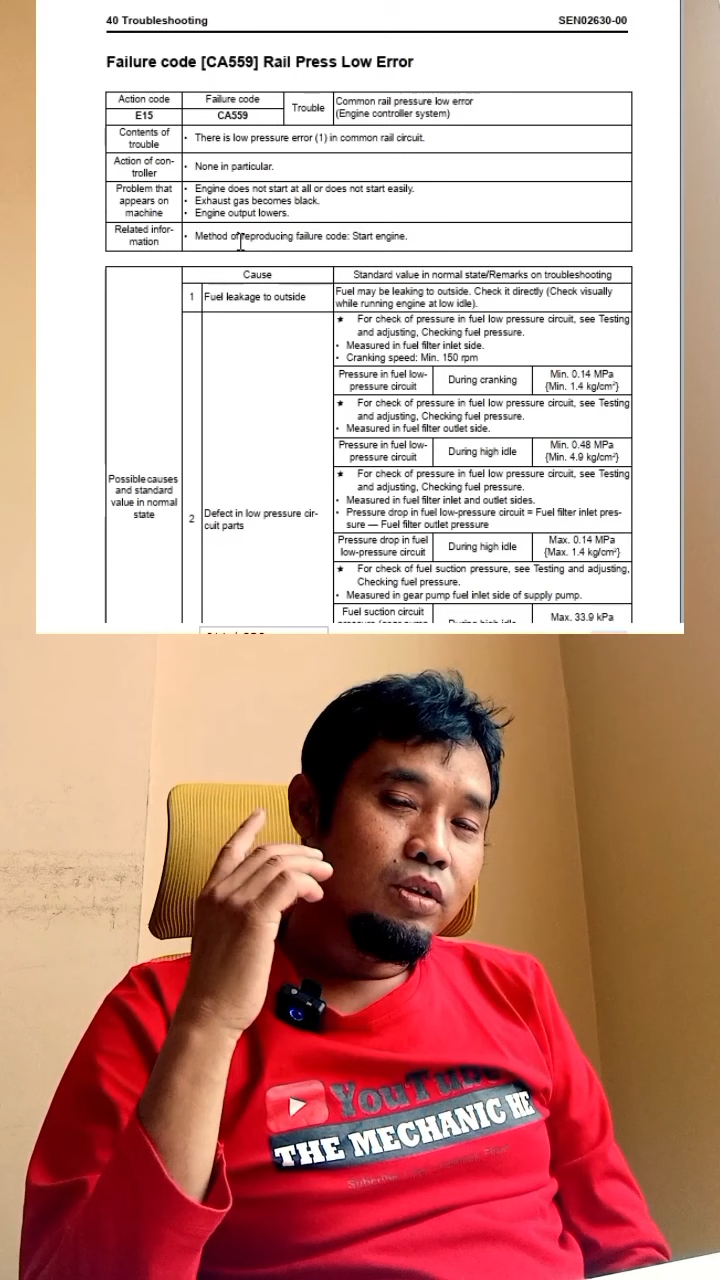 40 Troubleshooting
SEN02630-00
Failure code [CA559] Rail Press Low Error
Action code
Failure code
Trouble
Common rail pressure low error
(Engine controller system)
E15
CA559
Contents of
trouble
• There is low pressure error (1) in common rail circuit.
Action of con-
troller
• None in particular.
Problem that
appears on
machine
• Engine does not start at all or does not start easily.
• Exhaust gas becomes black.
• Engine output lowers.
Related infor-
mation
• Method of reproducing failure code: Start engine.
Possible causes
and standard
value in normal
state
Cause
Standard value in normal state/Remarks on troubleshooting
1
Fuel leakage to outside
Fuel may be leaking to outside. Check it directly (Check visually
while running engine at low idle).
2
Defect in low pressure cir-
cuit parts
★ For check of pressure in fuel low pressure circuit, see Testing
and adjusting, Checking fuel pressure.
• Measured in fuel filter inlet side.
• Cranking speed: Min. 150 rpm
Pressure in fuel low-
pressure circuit
During cranking
Min. 0.14 MPa
{Min. 1.4 kg/cm²}
★ For check of pressure in fuel low pressure circuit, see Testing
and adjusting, Checking fuel pressure.
• Measured in fuel filter outlet side.
Pressure in fuel low-
pressure circuit
During high idle
Min. 0.48 MPa
{Min. 4.9 kg/cm²}
★ For check of pressure in fuel low pressure circuit, see Testing
and adjusting, Checking fuel pressure.
• Measured in fuel filter inlet and outlet sides.
• Pressure drop in fuel low-pressure circuit = Fuel filter inlet pres-
sure — Fuel filter outlet pressure
Pressure drop in fuel
low-pressure circuit
During high idle
Max. 0.14 MPa
{Max. 1.4 kg/cm²}
★ For check of fuel suction pressure, see Testing and adjusting,
Checking fuel pressure.
• Measured in gear pump fuel inlet side of supply pump.
Fuel suction circuit
During high idle
Max. 33.9 kPa
YouTube
THE MECHANIC HE